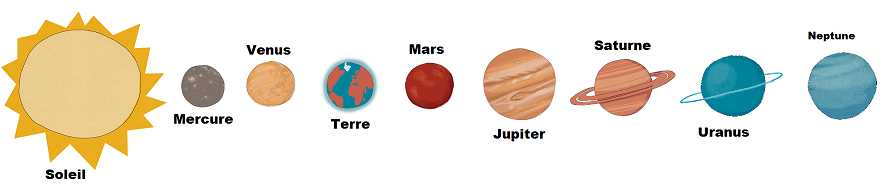 Soleil
Mercure
Venus
Terre
Mars
Jupiter
Saturne
Uranus
Neptune